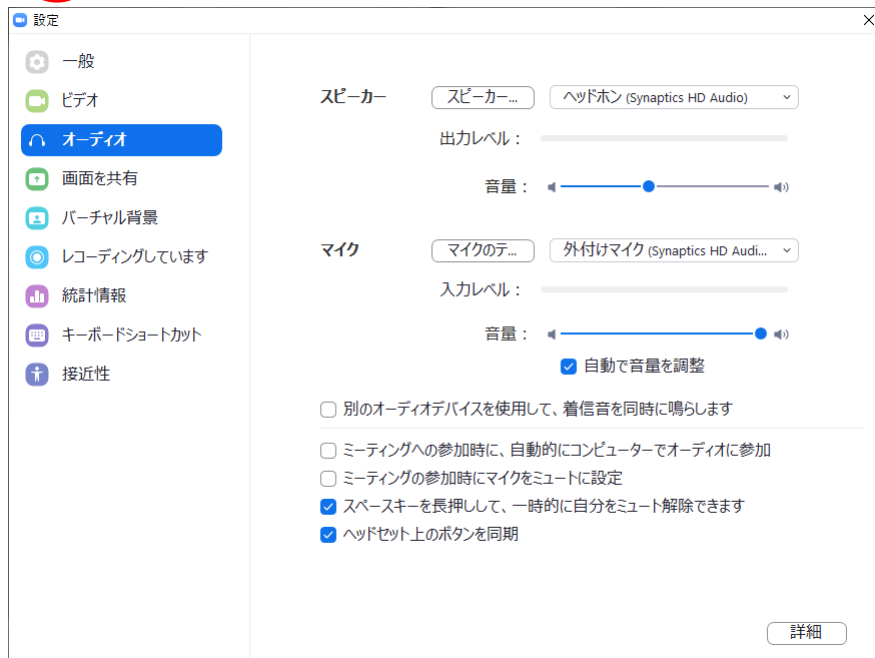 設定
一般
ビデオ
オーディオ
画面を共有
バーチャル背景
レコーディングしています
統計情報
キーボードショートカット
接近性
スピーカー スピーカー... ヘッドホン (Synaptics HD Audio)
出力レベル：
音量：
マイク マイクのテ... 外付けマイク (Synaptics HD Audi...
入力レベル：
音量：
自動で音量を調整
別のオーディオデバイスを使用して、着信音を同時に鳴らします
ミーティングへの参加時に、自動的にコンピューターでオーディオに参加
ミーティングの参加時にマイクをミュートに設定
スペースキーを長押しして、一時的に自分をミュート解除できます
ヘッドセット上のボタンを同期
詳細